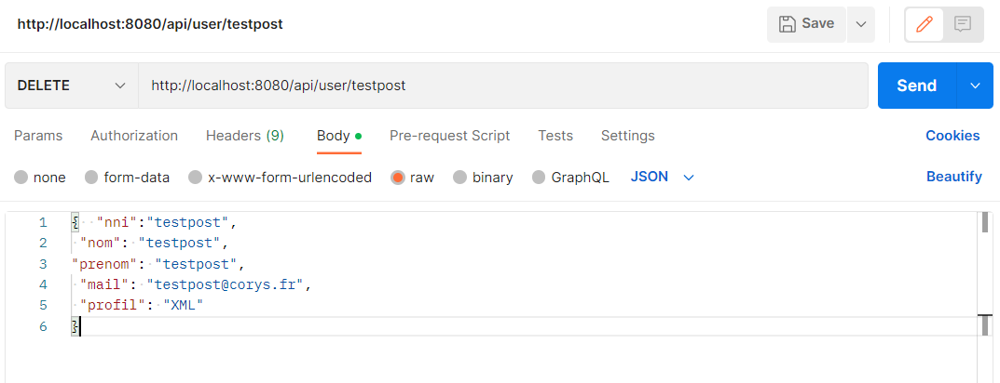 http://localhost:8080/api/user/testpost
Save
DELETE
http://localhost:8080/api/user/testpost
Send
Params Authorization Headers (9) Body Pre-request Script Tests Settings Cookies
none form-data x-www-form-urlencoded raw binary GraphQL JSON Beautify
1 { "nni":"testpost",
2 "nom": "testpost",
3 "prenom": "testpost",
4 "mail": "testpost@corys.fr",
5 "profil": "XML"
6 }